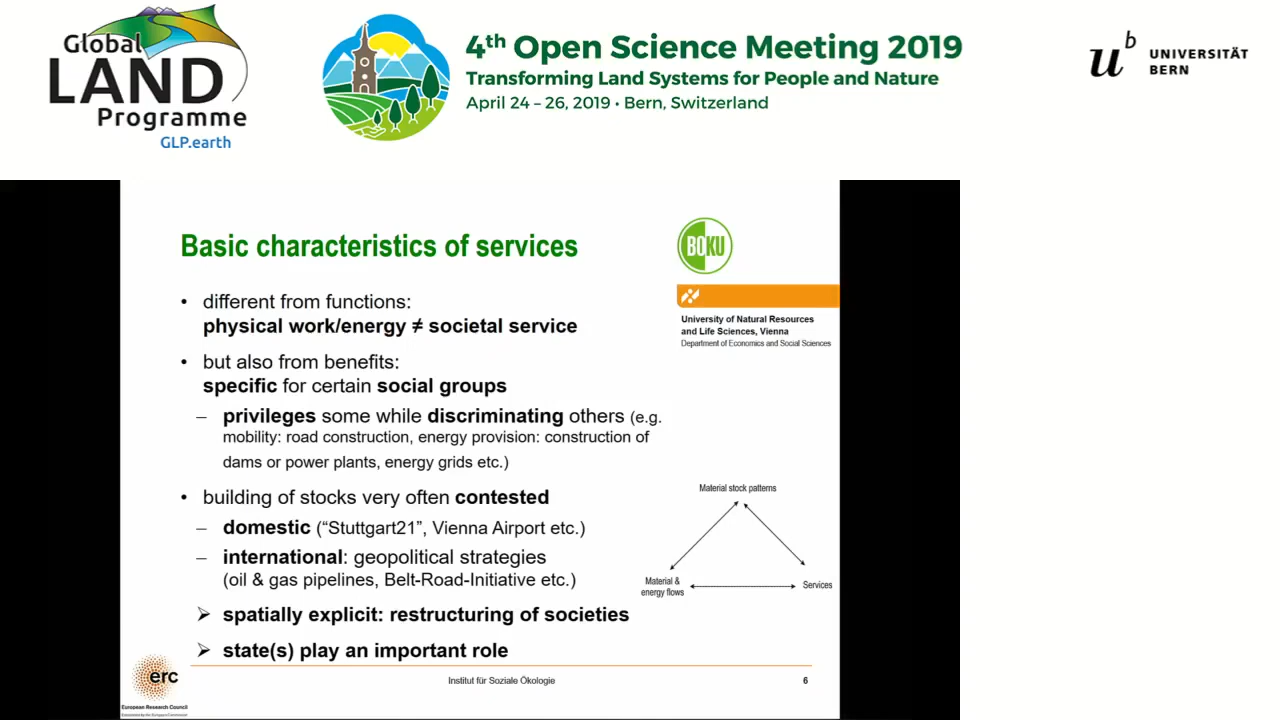 Global
LAND
Programme
GLP.earth
4th Open Science Meeting 2019
Transforming Land Systems for People and Nature
April 24 – 26, 2019 • Bern, Switzerland
u b
UNIVERSITÄT
BERN
Basic characteristics of services
BOKU
University of Natural Resources
and Life Sciences, Vienna
Department of Economics and Social Sciences
• different from functions:
physical work/energy ≠ societal service
• but also from benefits:
specific for certain social groups
– privileges some while discriminating others (e.g.
mobility: road construction, energy provision: construction of
dams or power plants, energy grids etc.)
• building of stocks very often contested
– domestic (“Stuttgart21”, Vienna Airport etc.)
– international: geopolitical strategies
(oil & gas pipelines, Belt-Road-Initiative etc.)
➢ spatially explicit: restructuring of societies
➢ state(s) play an important role
Material stock patterns
Material &
energy flows
Services
erc
European Research Council
Established by the European Commission
Institut für Soziale Ökologie
6